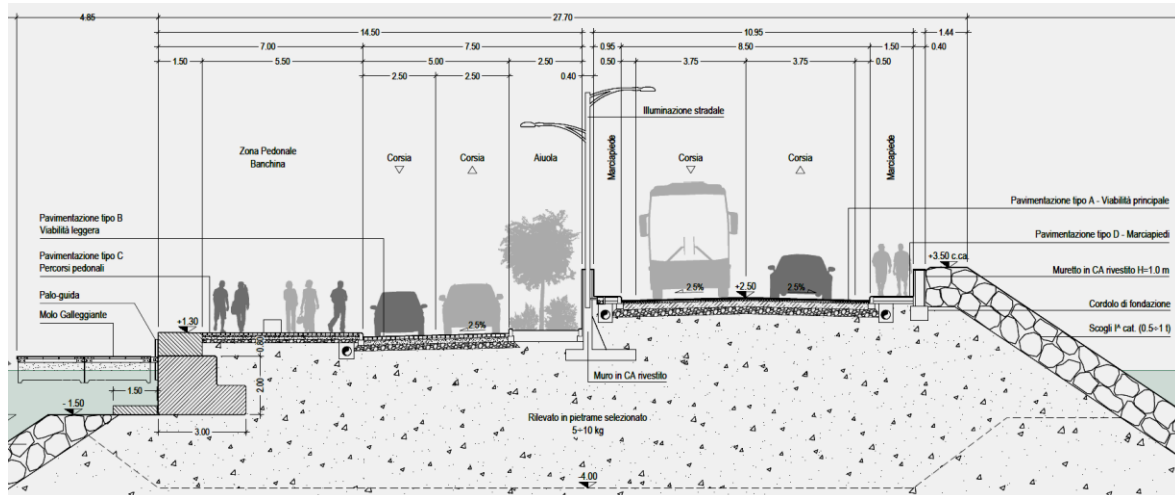 4.85
27.70
14.50
10.95
1.44
7.00
7.50
0.95
8.50
1.50
0.40
1.50
5.50
5.00
2.50
0.40
0.50
3.75
3.75
0.50
2.50
2.50
Illuminazione stradale
Zona Pedonale
Banchina
Corsia
Corsia
Aiuola
Marciapiede
Corsia
Corsia
Marciapiede
Pavimentazione tipo B
Viabilità leggera
Pavimentazione tipo C
Percorsi pedonali
Palo-guida
Molo Galleggiante
Pavimentazione tipo A - Viabilità principale
Pavimentazione tipo D - Marciapiedi
+3.50 c.ca.
Muretto in CA rivestito H=1.0 m
Cordolo di fondazione
Scogli Iª cat. (0.5÷1 t)
2.5%
+2.50
2.5%
+1.30
2.5%
0.80
2.00
1.50
- 1.50
3.00
Muro in CA rivestito
Rilevato in pietrame selezionato
5÷10 kg
-4.00